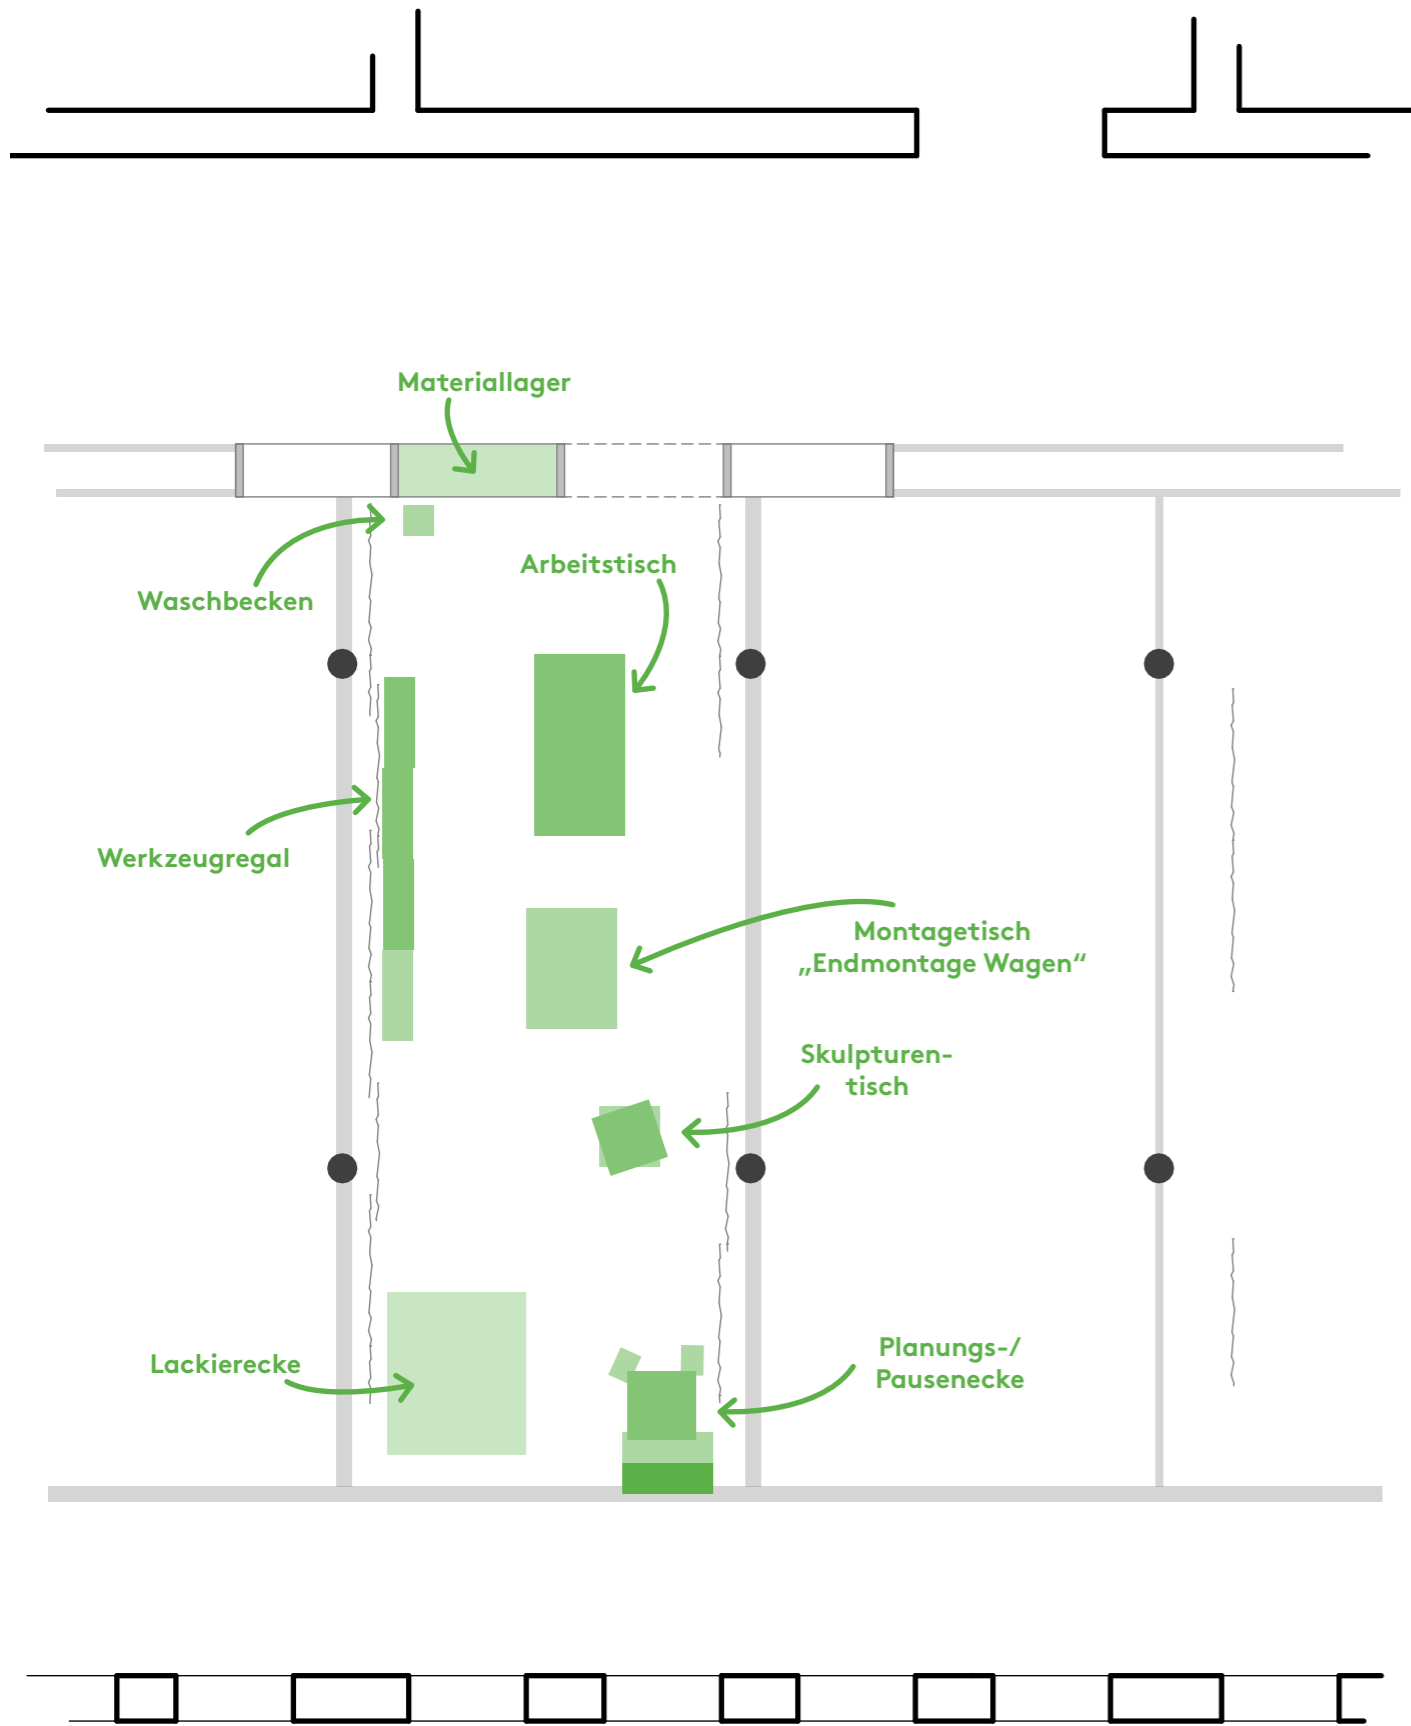 Materiallager
Arbeitstisch
Waschbecken
Werkzeugregal
Montagetisch
„Endmontage Wagen“
Skulpturen-
tisch
Planungs-/
Pausenecke
Lackierecke